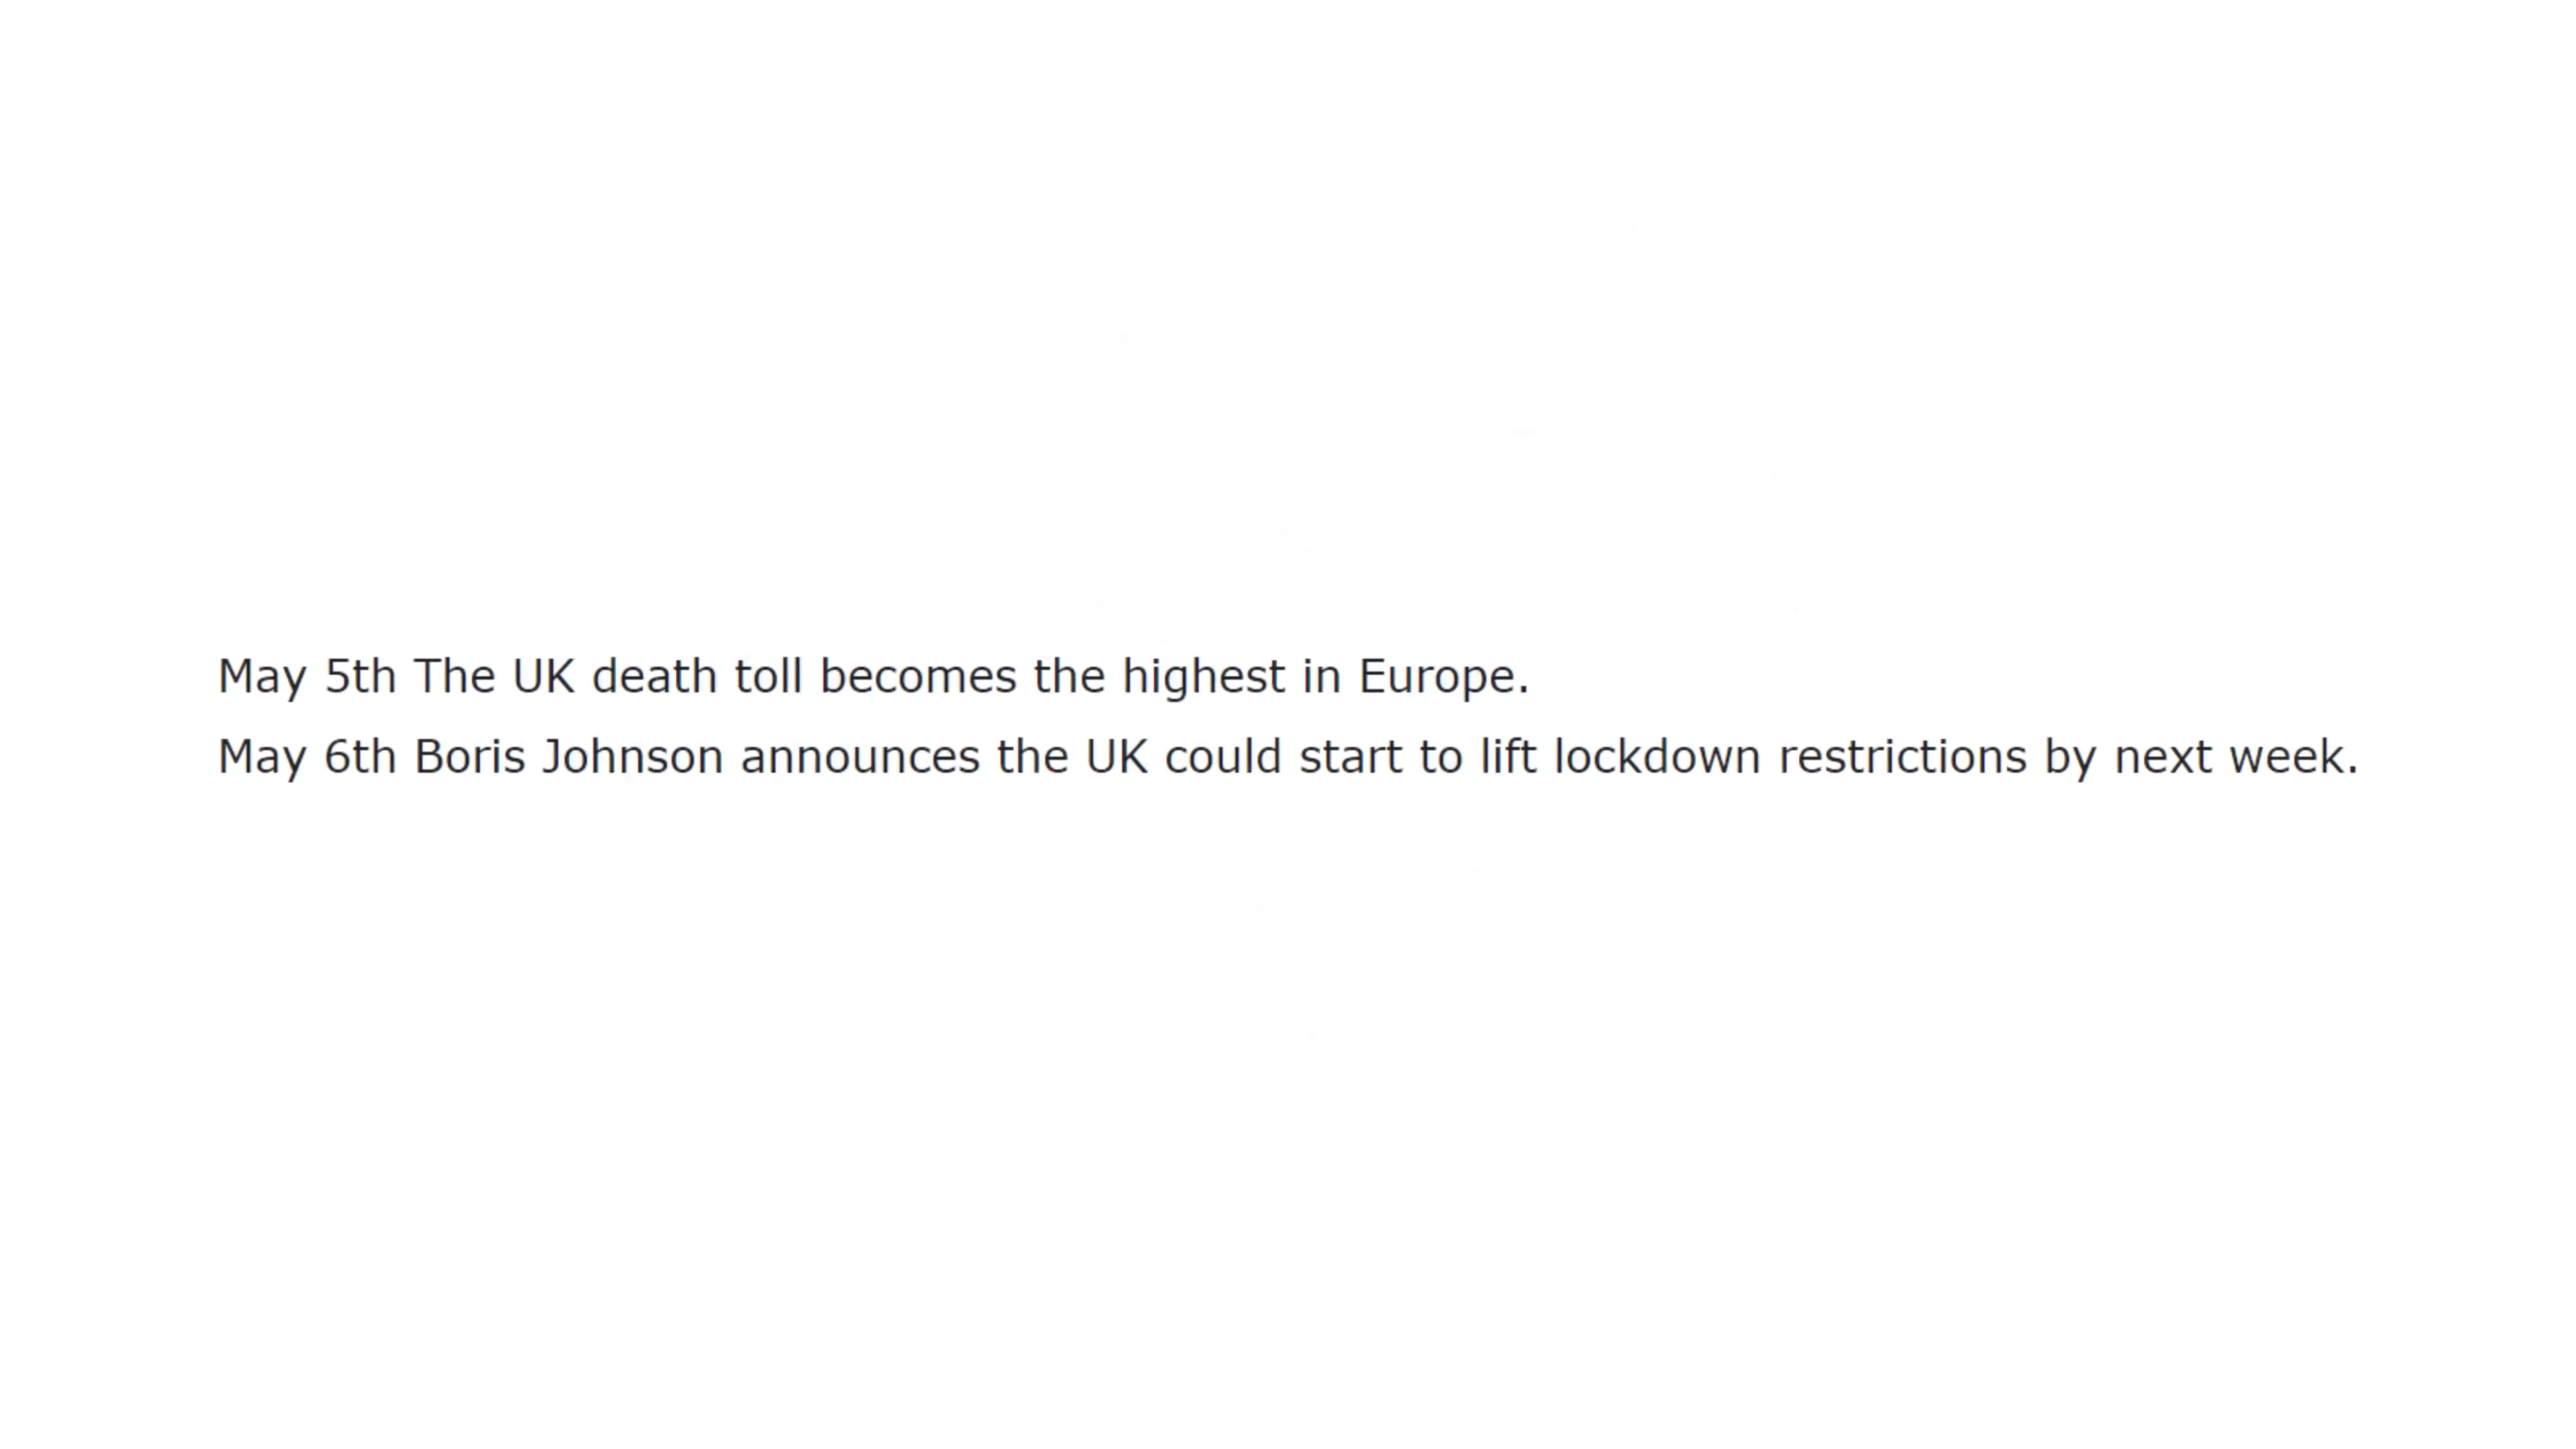 May 5th The UK death toll becomes the highest in Europe.
May 6th Boris Johnson announces the UK could start to lift lockdown restrictions by next week.